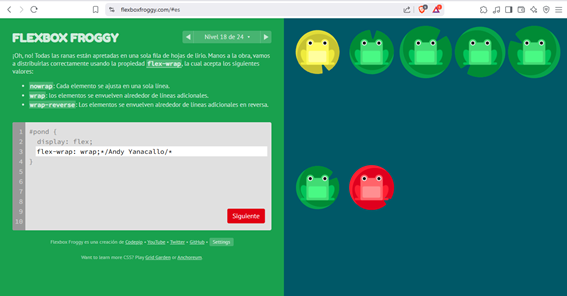 flexboxfroggy.com/#es
FLEXBOX FROGGY
Nivel 18 de 24
¡Oh, no! Todas las ranas están apretadas en una sola fila de hojas de lirio. Manos a la obra, vamos
a distribuirlas correctamente usando la propiedad flex-wrap, la cual acepta los siguientes
valores:
• nowrap: Cada elemento se ajusta en una sola línea.
• wrap: los elementos se envuelven alrededor de líneas adicionales.
• wrap-reverse: Los elementos se envuelven alrededor de líneas adicionales en reversa.
1 #pond {
2 display: flex;
3 flex-wrap: wrap;*/Andy Yanacallo/*
4 }
5
6
7
8
9
10
Siguiente
Flexbox Froggy es una creación de Codepip • YouTube • Twitter • GitHub • Settings
Want to learn more CSS? Play Grid Garden or Anchoreum.